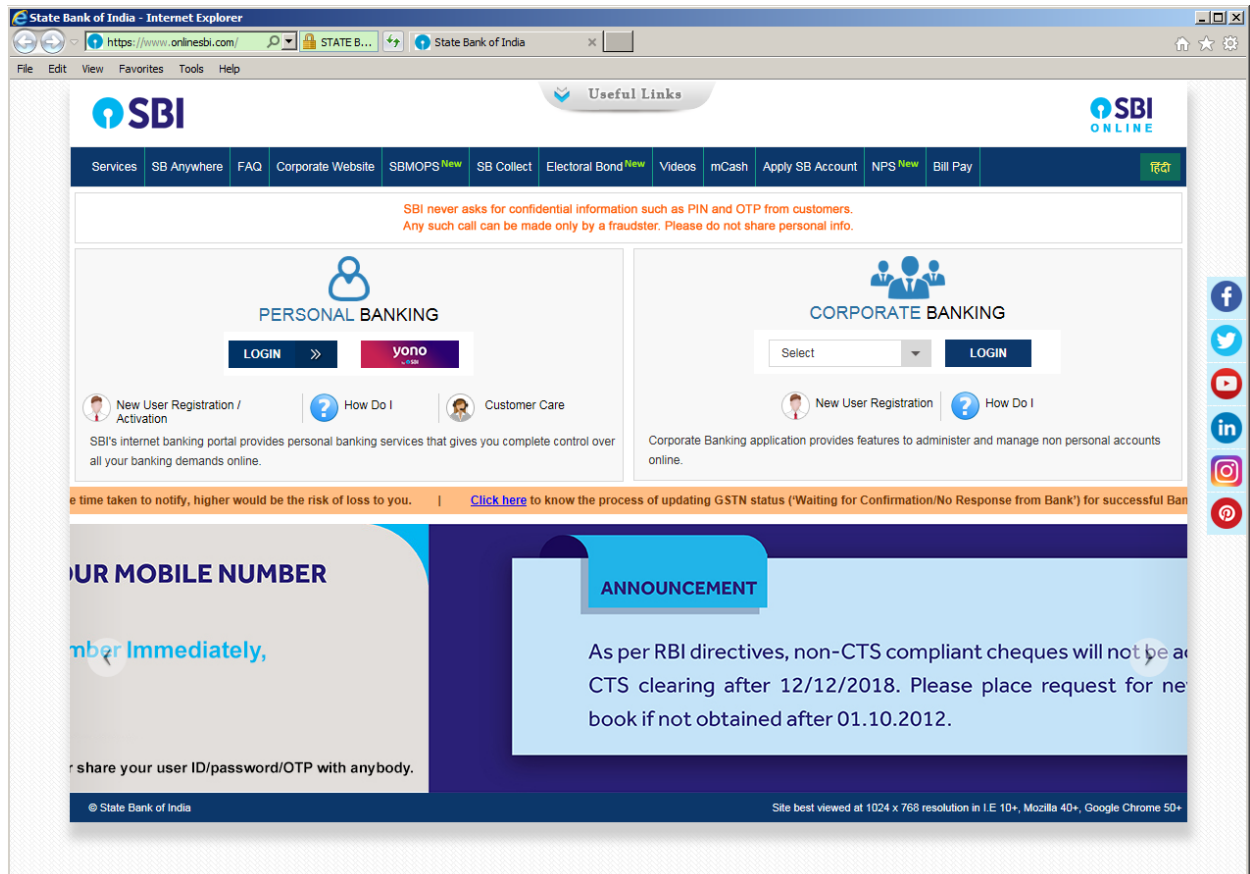 State Bank of India - Internet Explorer
https://www.onlinesbi.com/ STATE B... State Bank of India
File Edit View Favorites Tools Help
Useful Links
SBI
SBI
ONLINE
Services SB Anywhere FAQ Corporate Website SBMOPS New SB Collect Electoral Bond New Videos mCash Apply SB Account NPS New Bill Pay हिंदी
SBI never asks for confidential information such as PIN and OTP from customers.
Any such call can be made only by a fraudster. Please do not share personal info.
PERSONAL BANKING
LOGIN » yono
by SBI
New User Registration /
Activation
How Do I
Customer Care
SBI's internet banking portal provides personal banking services that gives you complete control over
all your banking demands online.
CORPORATE BANKING
Select LOGIN
New User Registration
How Do I
Corporate Banking application provides features to administer and manage non personal accounts
online.
e time taken to notify, higher would be the risk of loss to you. | Click here to know the process of updating GSTN status (‘Waiting for Confirmation/No Response from Bank’) for successful Ban
OUR MOBILE NUMBER
mber Immediately,
r share your user ID/password/OTP with anybody.
ANNOUNCEMENT
As per RBI directives, non-CTS compliant cheques will not be ac
CTS clearing after 12/12/2018. Please place request for ne
book if not obtained after 01.10.2012.
© State Bank of India
Site best viewed at 1024 x 768 resolution in I.E 10+, Mozilla 40+, Google Chrome 50+